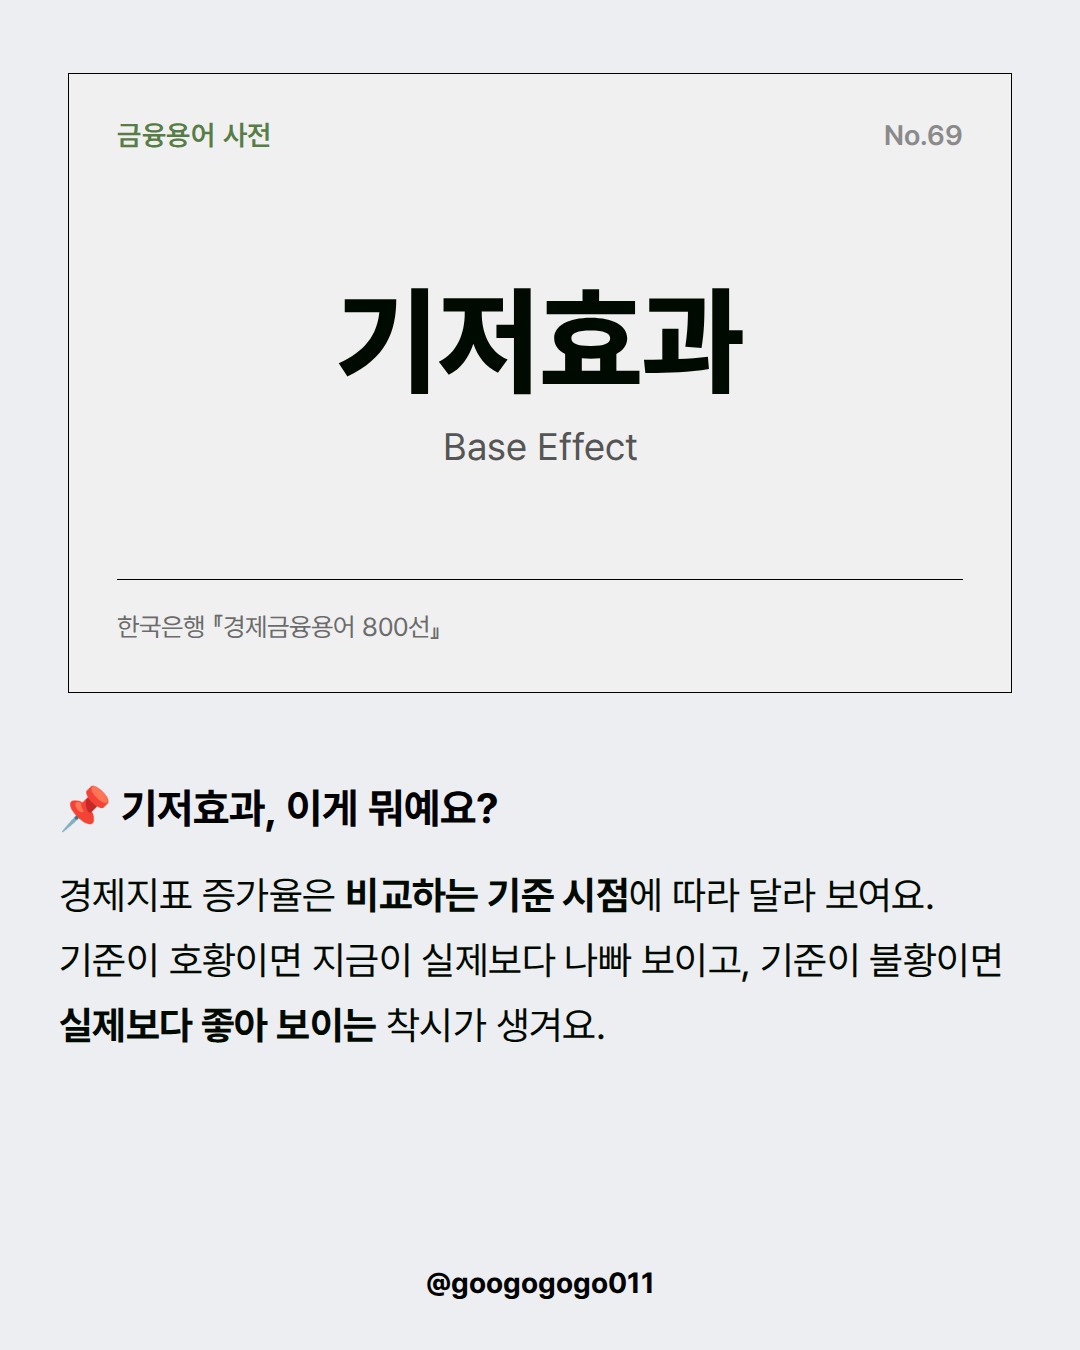 금융용어 사전
No.69
기저효과
Base Effect
한국은행 『경제금융용어 800선』
📌 기저효과, 이게 뭐예요?
경제지표 증가율은 비교하는 기준 시점에 따라 달라 보여요.
기준이 호황이면 지금이 실제보다 나빠 보이고, 기준이 불황이면
실제보다 좋아 보이는 착시가 생겨요.
@googogogo011